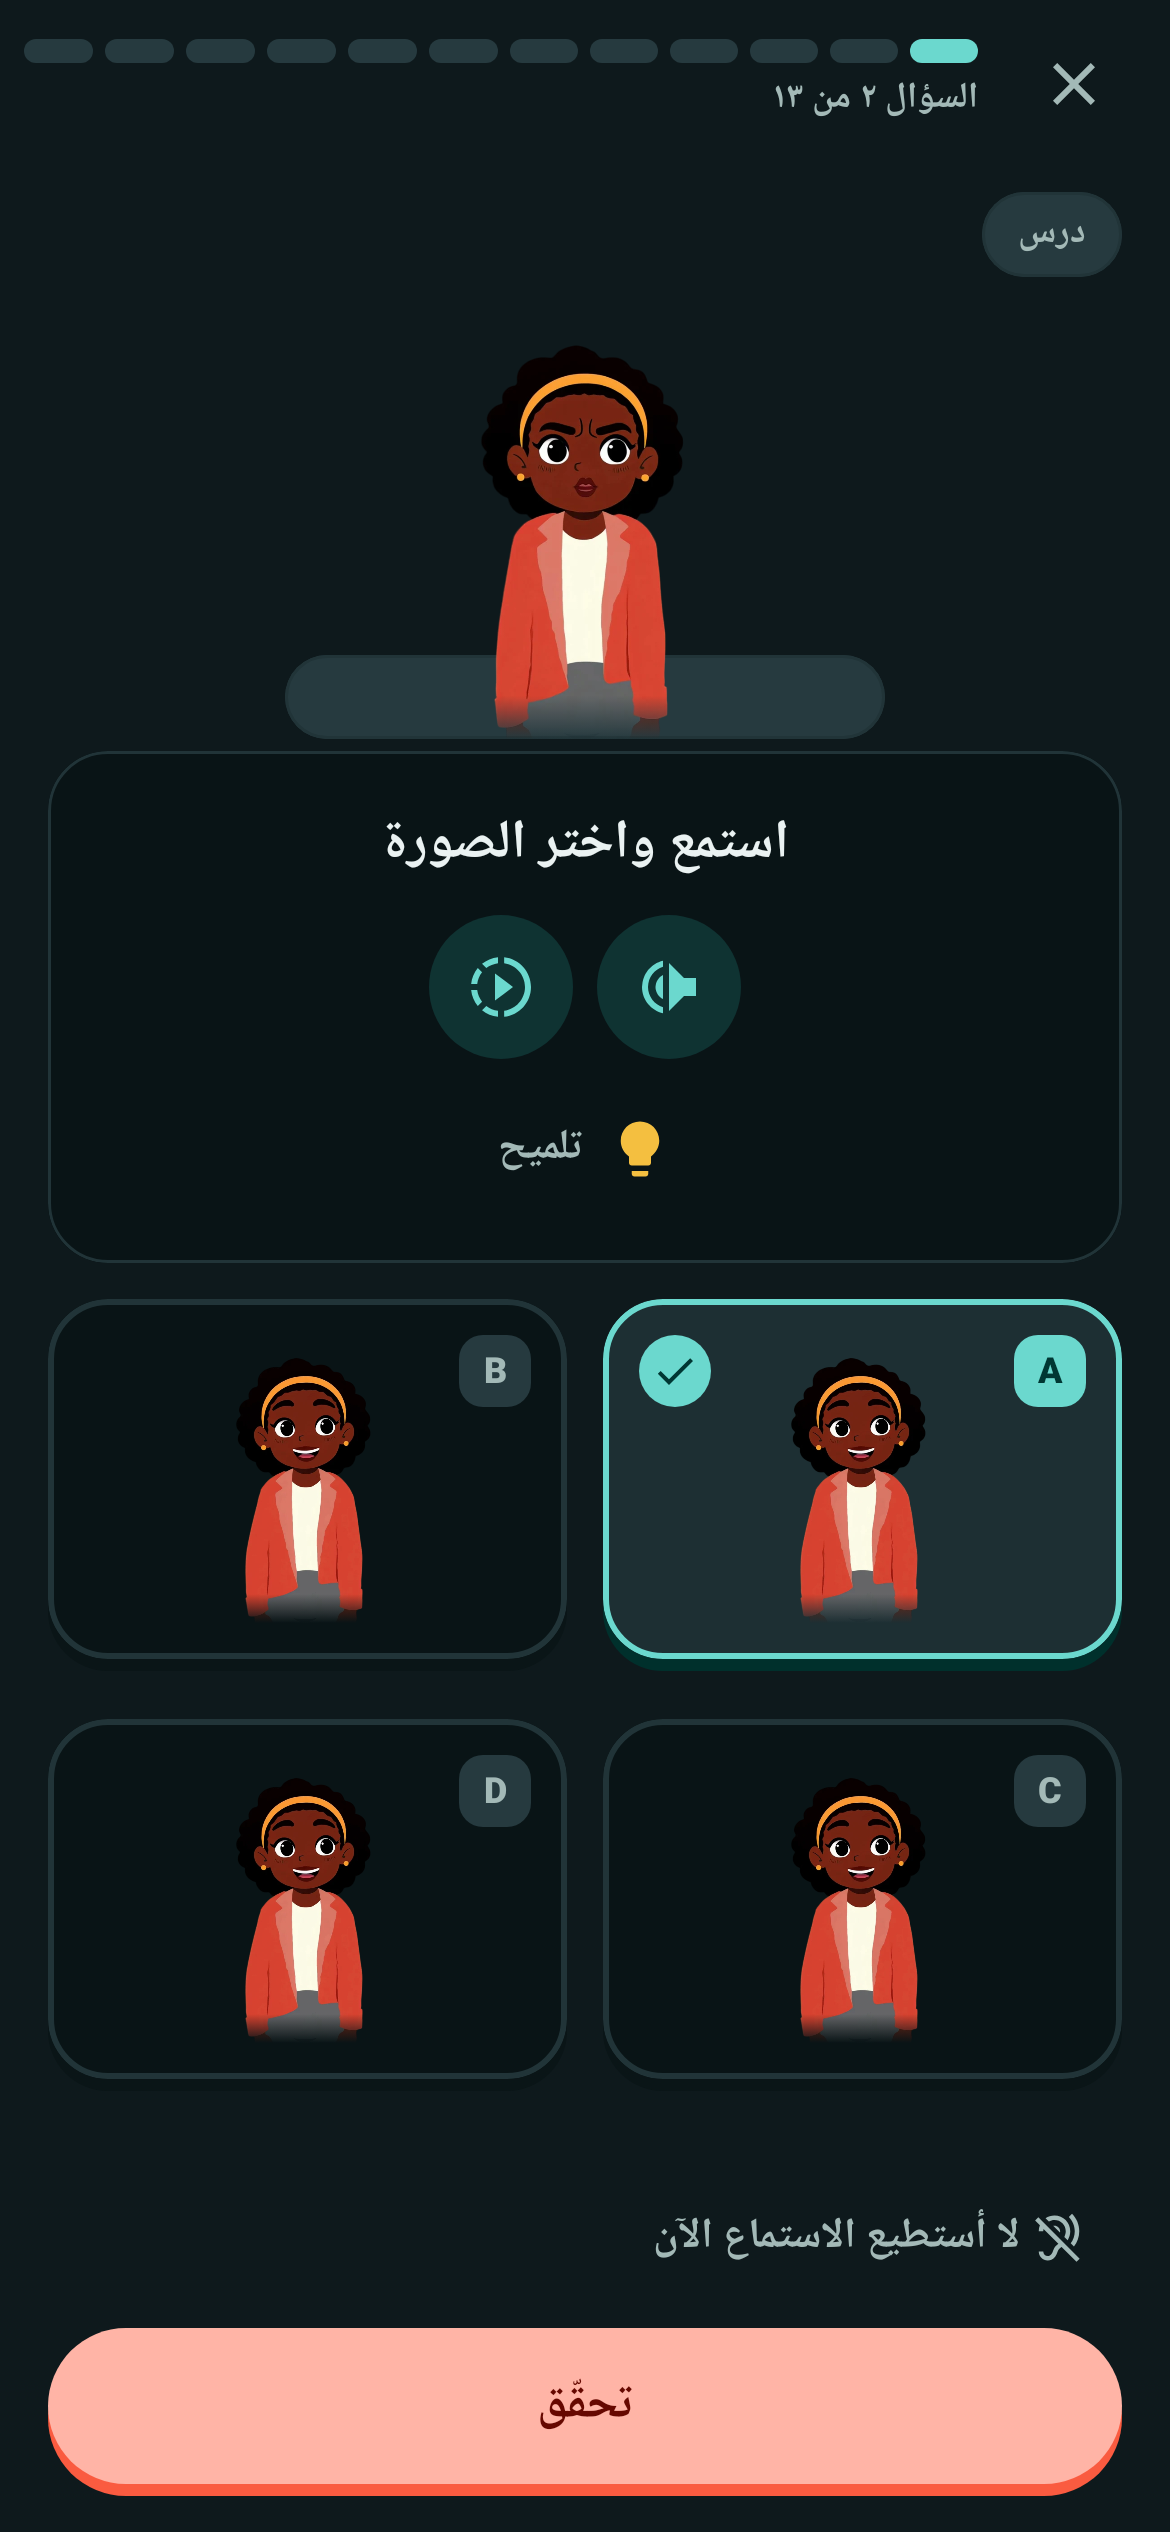 السؤال ٢ من ١٣
درس
استمع واختر الصورة
تلميح
A
B
C
D
لا أستطيع الاستماع الآن
تحقّق